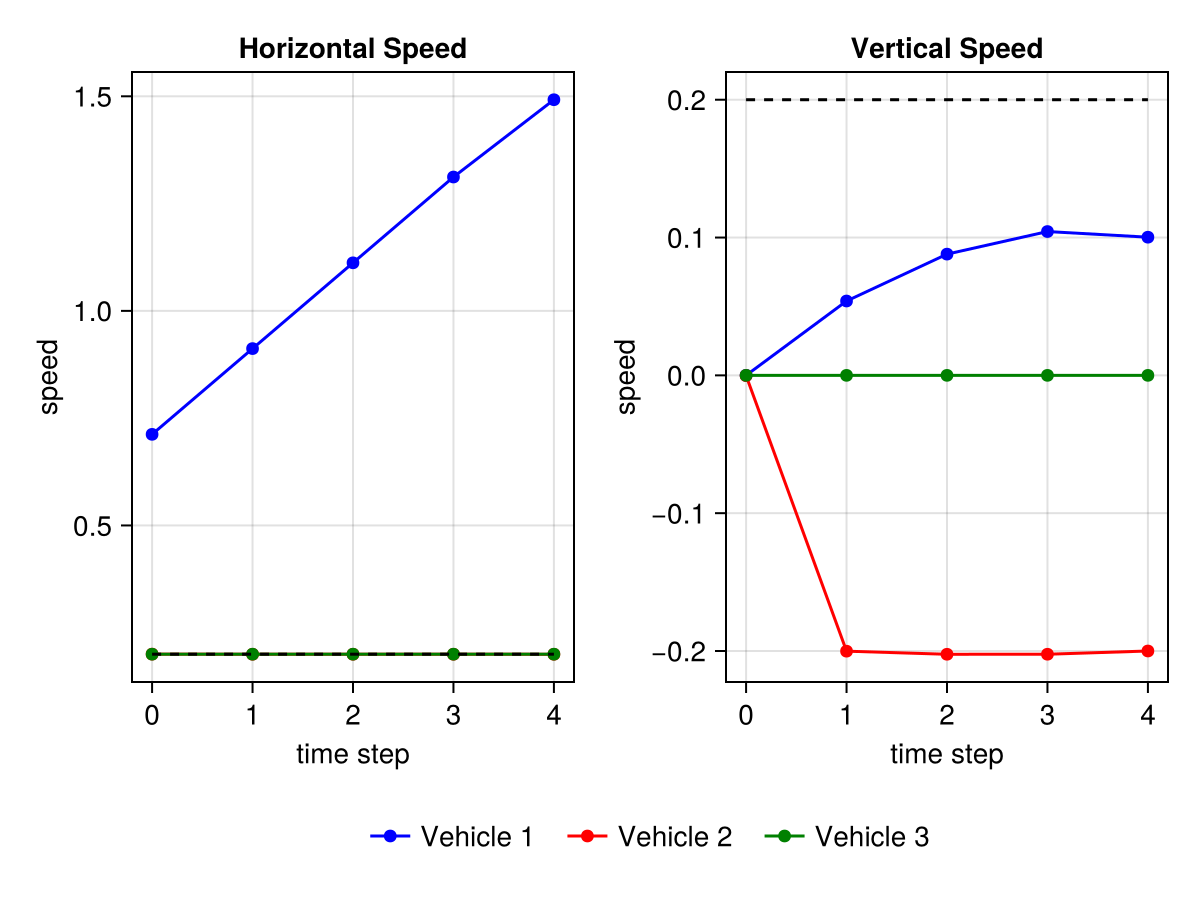 Horizontal Speed
1.5
1.0
0.5
speed
0 1 2 3 4
time step
Vertical Speed
0.2
0.1
0.0
−0.1
−0.2
speed
0 1 2 3 4
time step
Vehicle 1 Vehicle 2 Vehicle 3